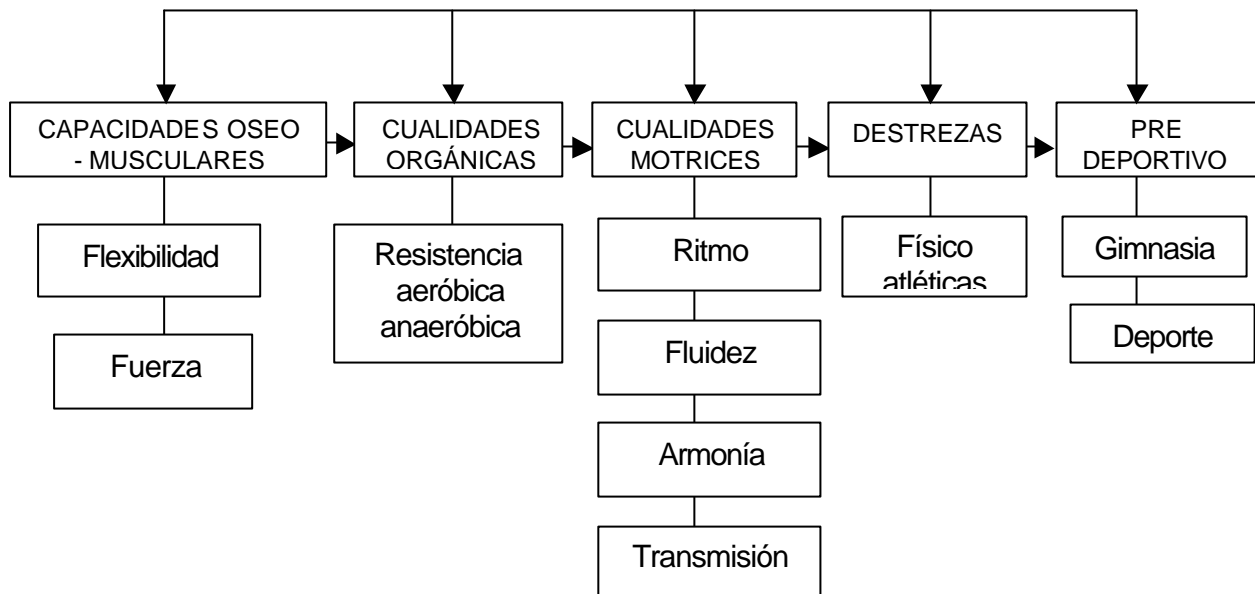 CAPACIDADES OSEO
- MUSCULARES
CUALIDADES
ORGÁNICAS
CUALIDADES
MOTRICES
DESTREZAS
PRE
DEPORTIVO
Flexibilidad
Fuerza
Resistencia
aeróbica
anaeróbica
Ritmo
Fluidez
Armonía
Transmisión
Físico
atléticas
Gimnasia
Deporte